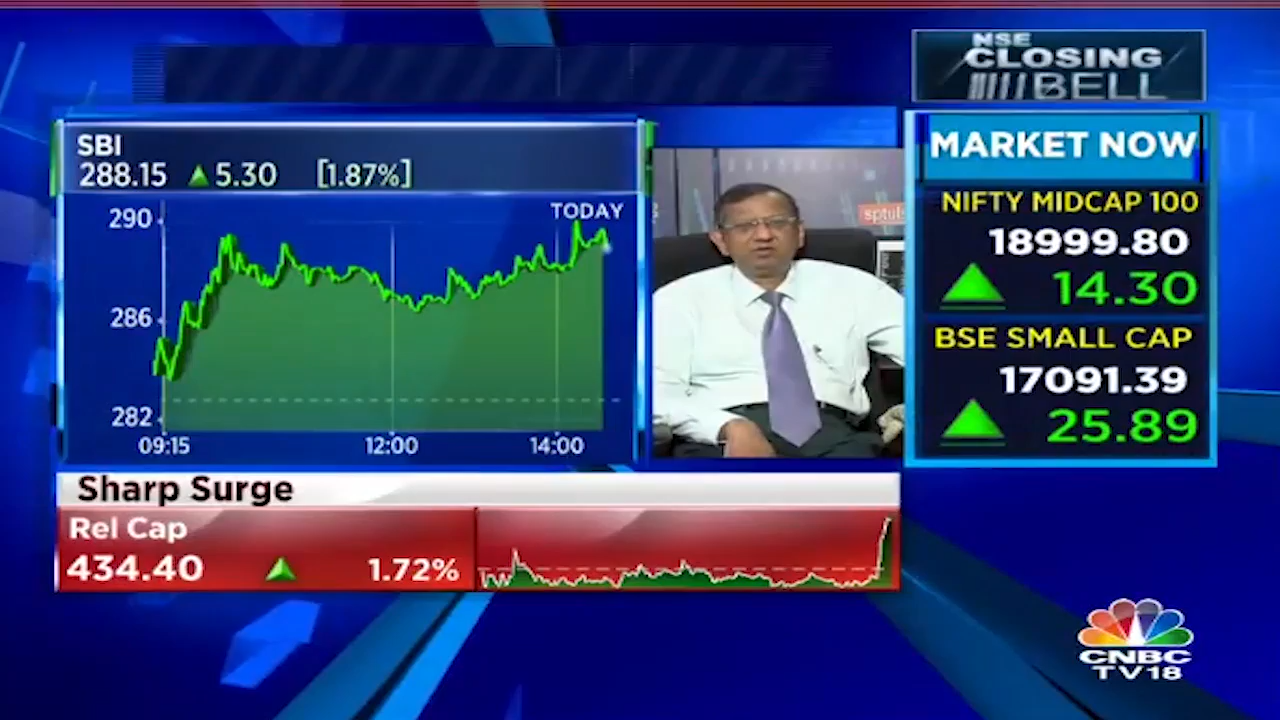 NSE
CLOSING
BELL
SBI
288.15 ▲ 5.30 [1.87%]
TODAY
290
286
282
09:15 12:00 14:00
MARKET NOW
NIFTY MIDCAP 100
18999.80
▲ 14.30
BSE SMALL CAP
17091.39
▲ 25.89
Sharp Surge
Rel Cap
434.40 ▲ 1.72%
CNBC
TV18